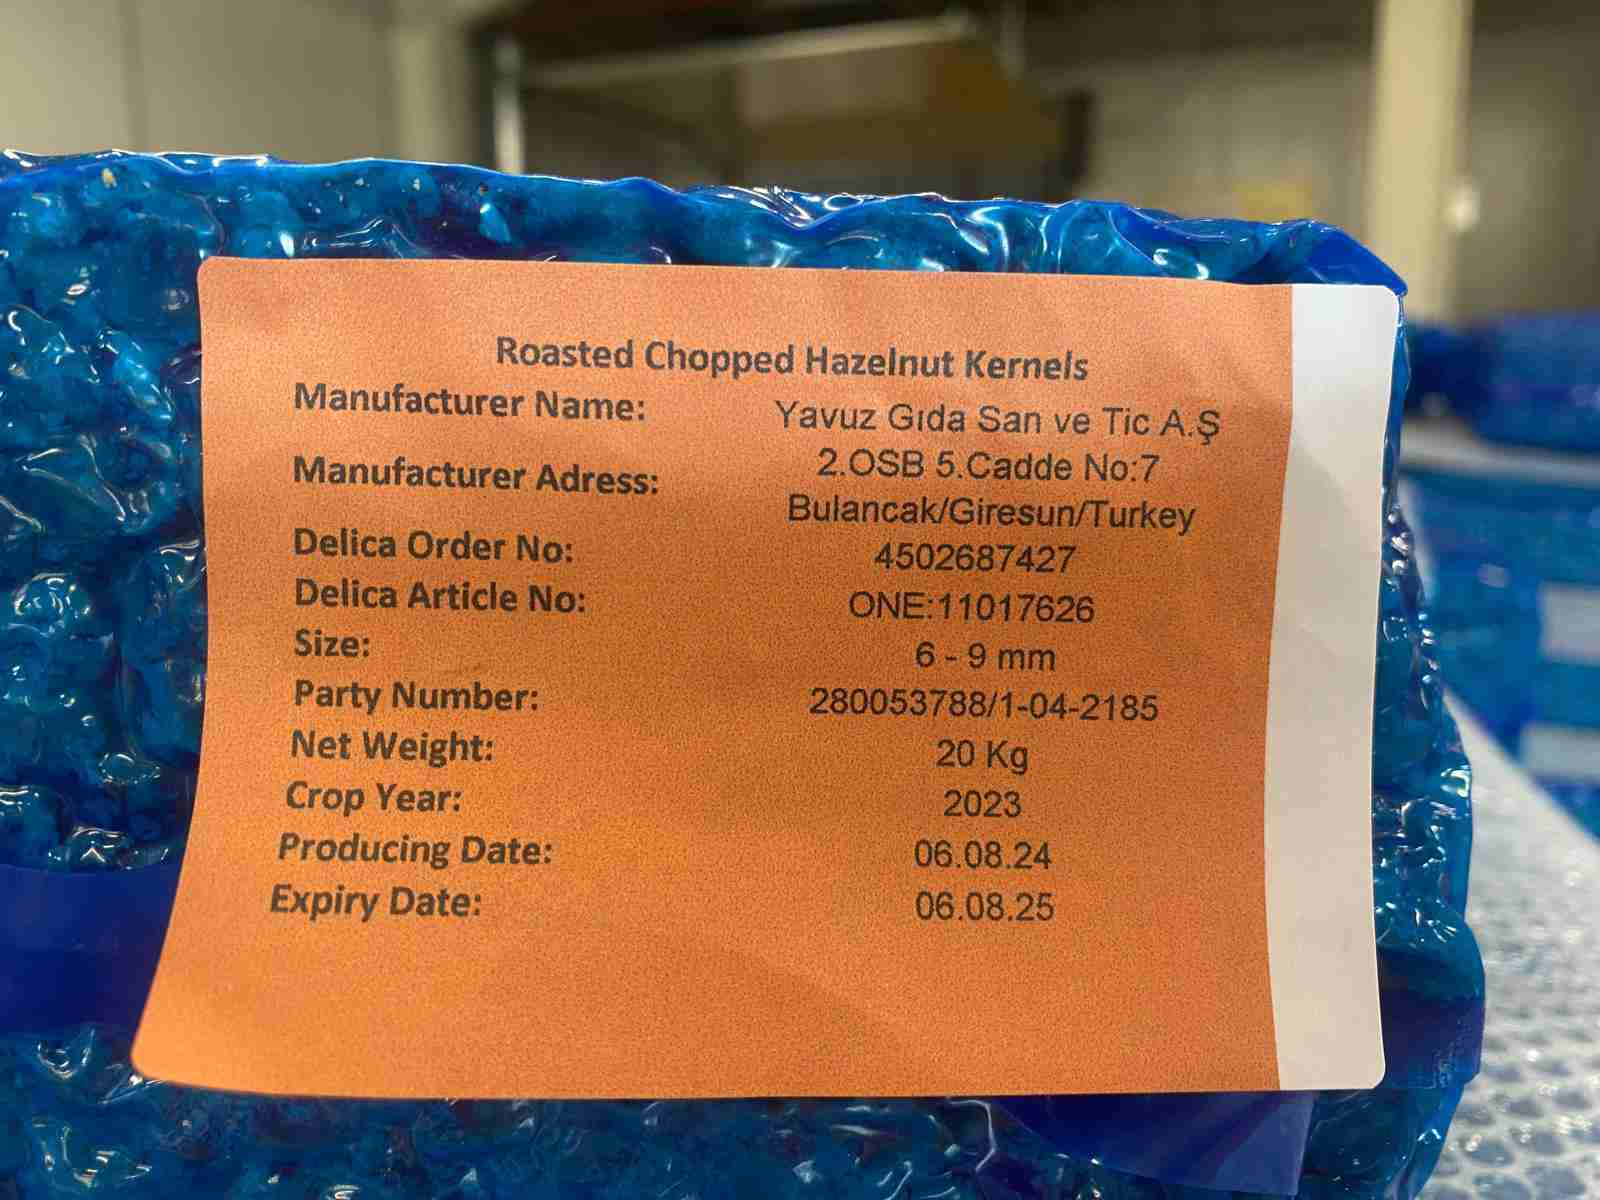 Roasted Chopped Hazelnut Kernels
Manufacturer Name: Yavuz Gıda San ve Tic A.Ş
Manufacturer Adress: 2.OSB 5.Cadde No:7
Bulancak/Giresun/Turkey
Delica Order No: 4502687427
Delica Article No: ONE:11017626
Size: 6 - 9 mm
Party Number: 280053788/1-04-2185
Net Weight: 20 Kg
Crop Year: 2023
Producing Date: 06.08.24
Expiry Date: 06.08.25